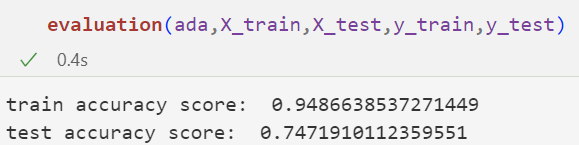 evaluation(ada,X_train,X_test,y_train,y_test)
0.4s
train accuracy score:  0.9486638537271449
test accuracy score:  0.7471910112359551